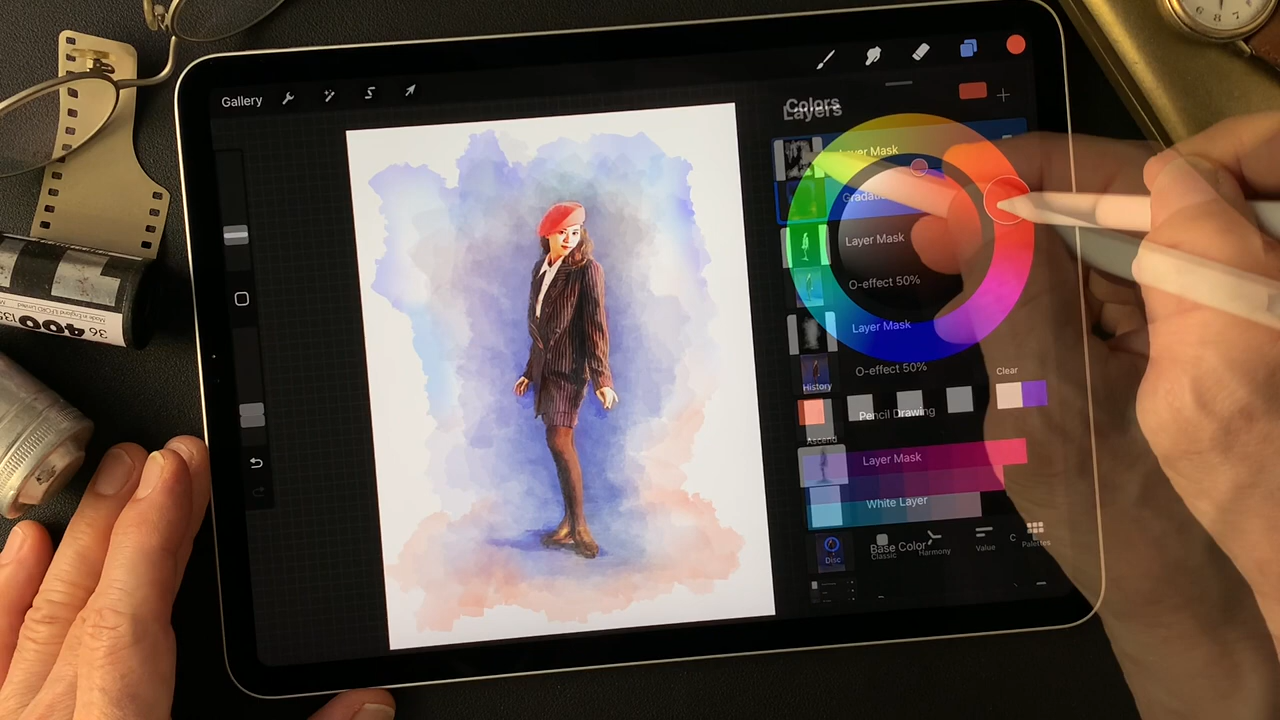 Gallery
Colors
Layers
Layer Mask
Layer Mask
O-effect 50%
Layer Mask
O-effect 50%
History
Clear
Pencil Drawing
Ascend
Layer Mask
White Layer
Base Color
Disc
Classic
Harmony
Value
Palettes
400
36